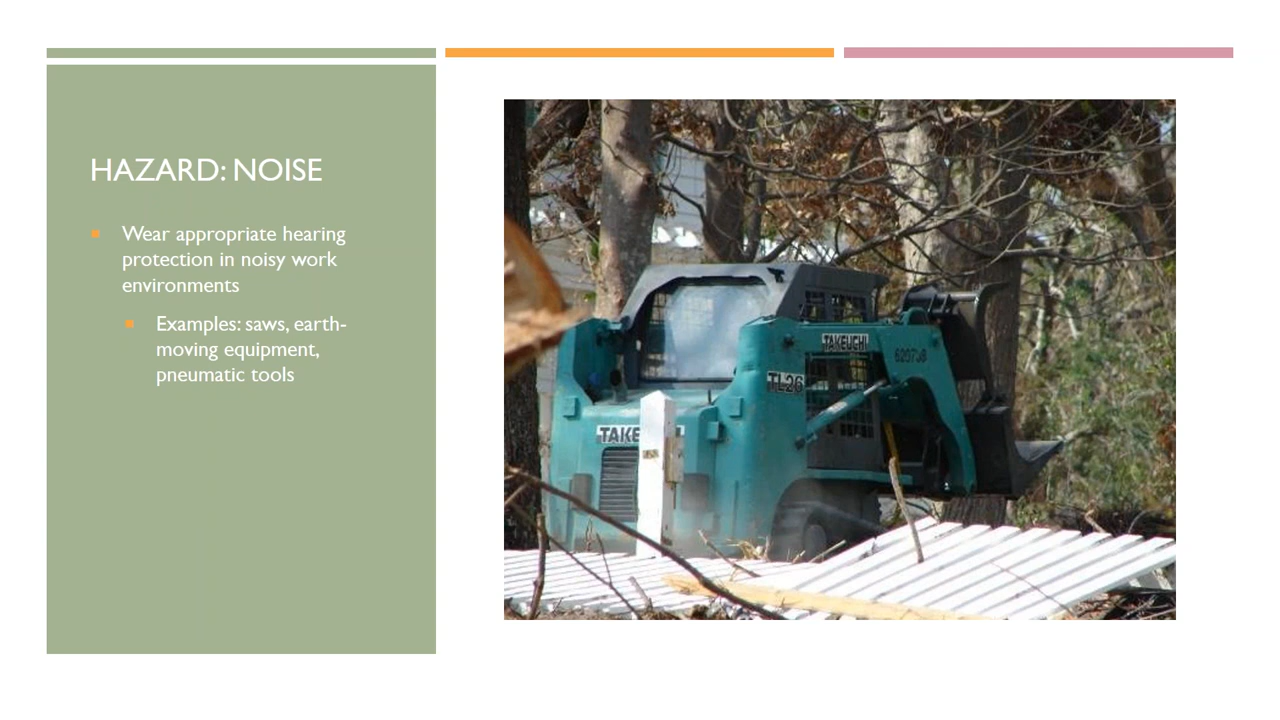 HAZARD: NOISE
Wear appropriate hearing
protection in noisy work
environments
Examples: saws, earth-
moving equipment,
pneumatic tools
TAKEUCHI
TL26
TAKE